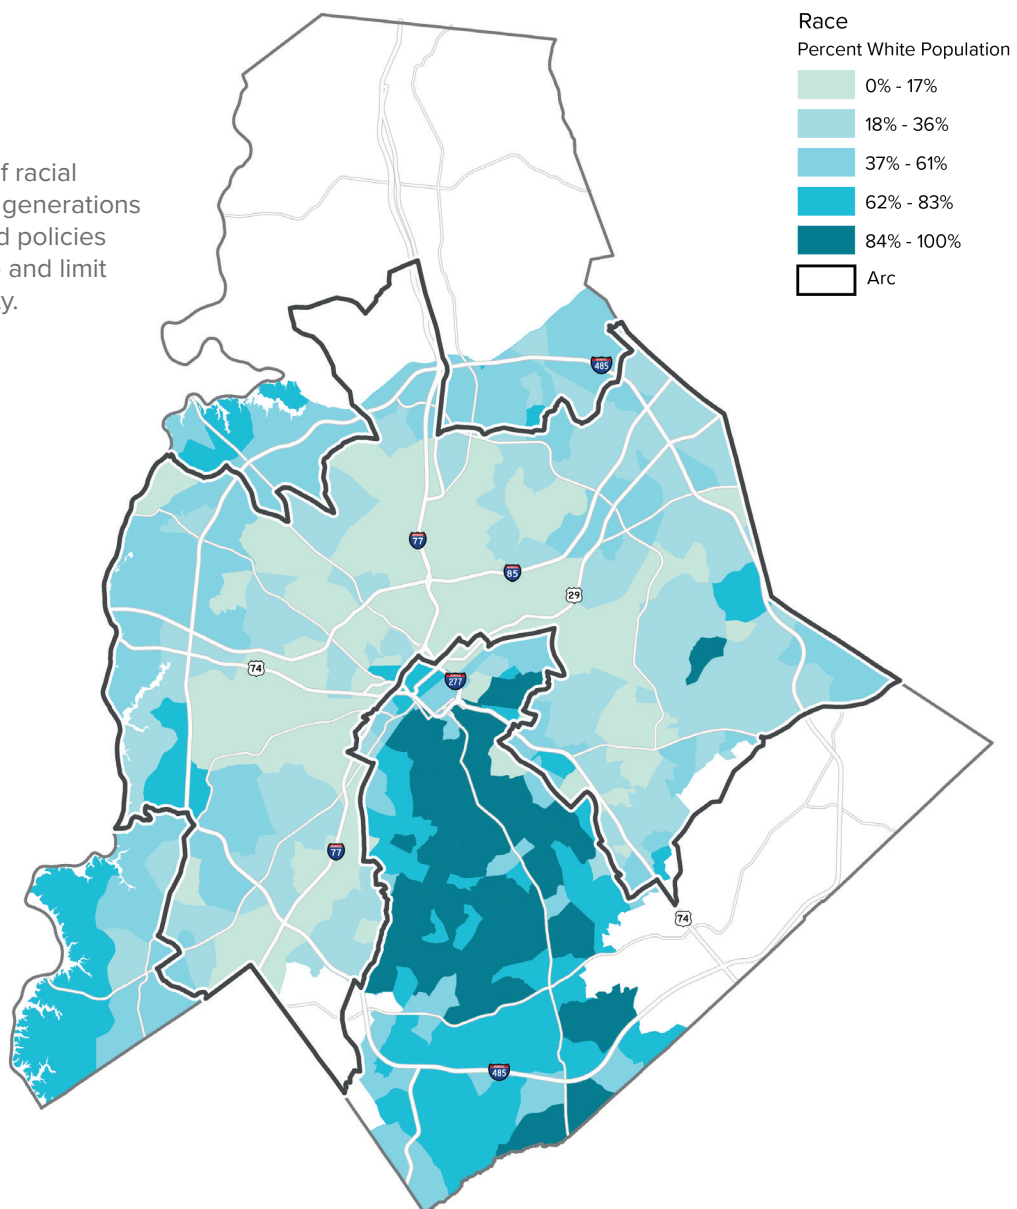 Race
Percent White Population
0% - 17%
18% - 36%
37% - 61%
62% - 83%
84% - 100%
Arc
f racial
generations
d policies
and limit
y.
485
77
85
29
74
277
77
74
485